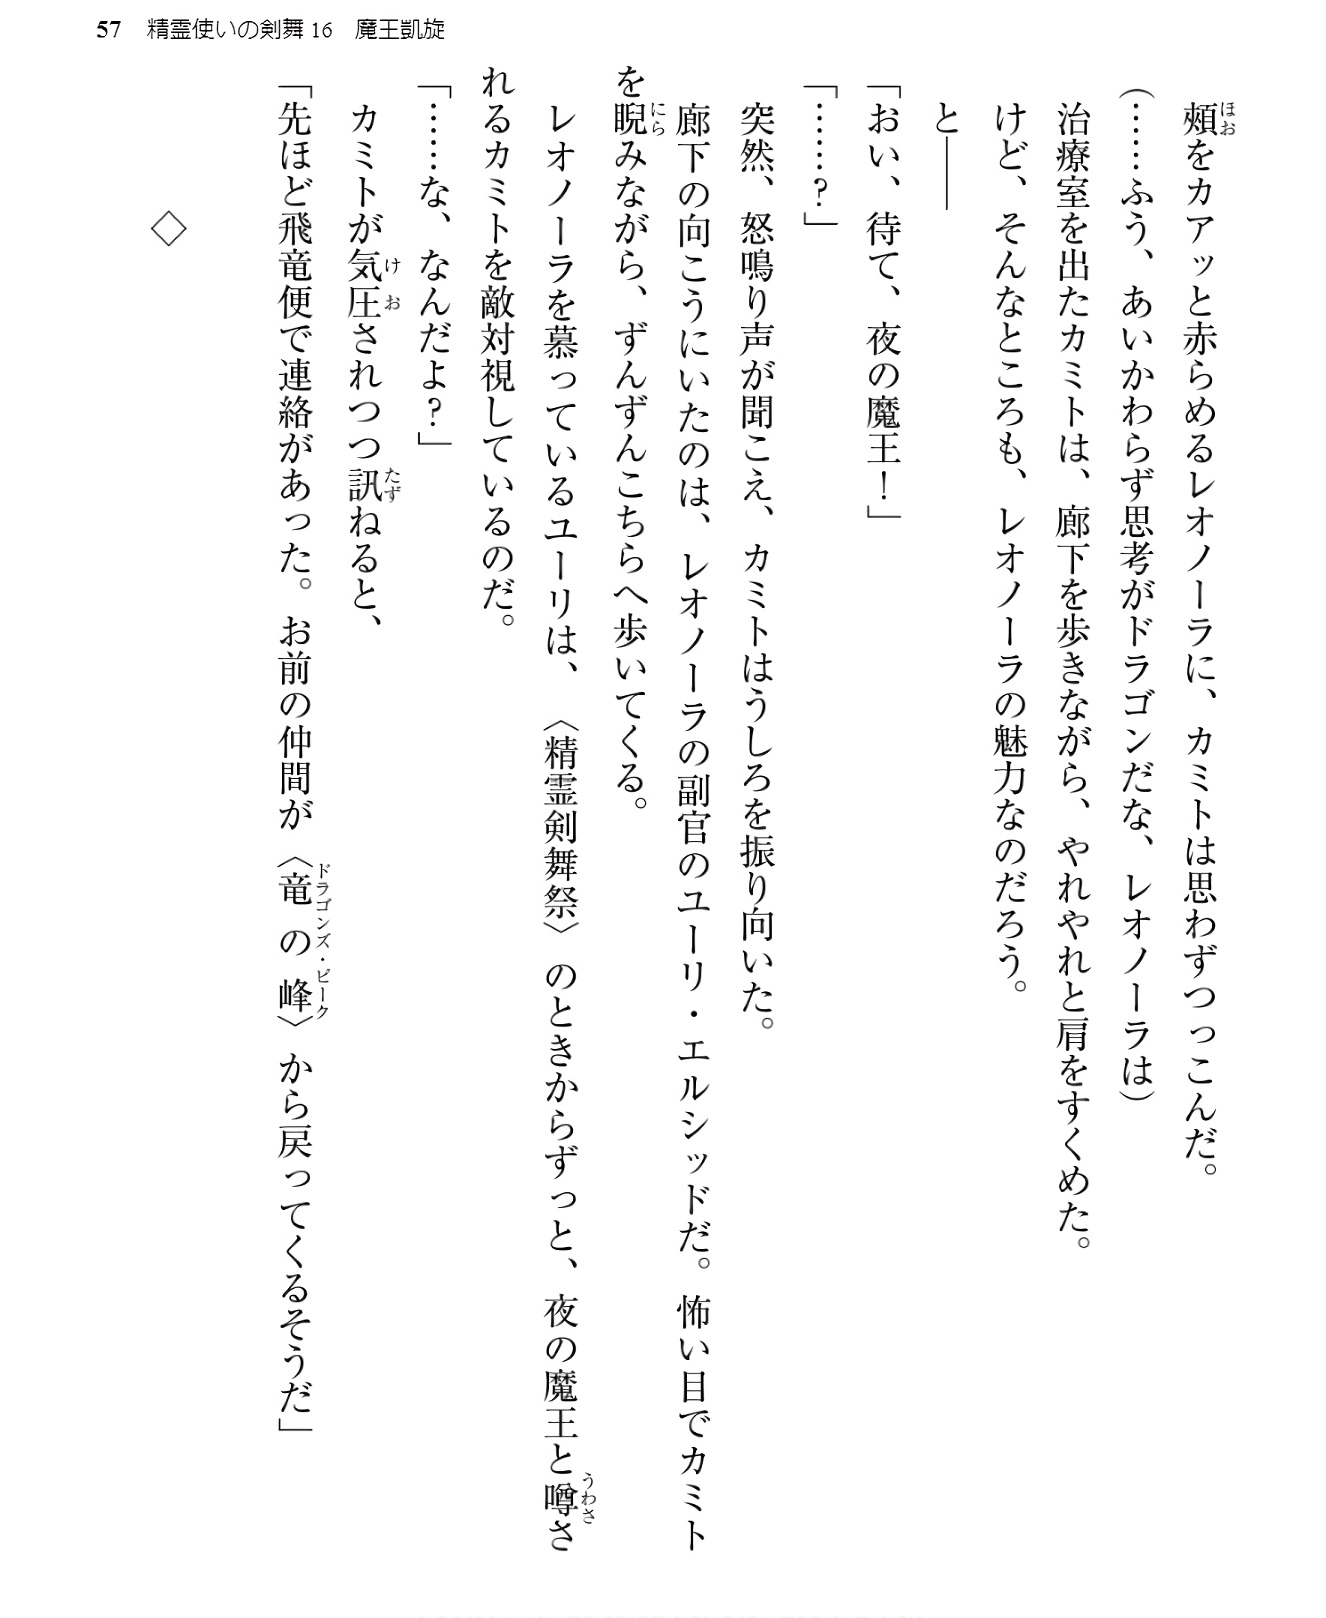 57　精霊使いの剣舞16　魔王凱旋
頬をカアッと赤らめるレオノーラに、カミトは思わずつっこんだ。
（……ふう、あいかわらず思考がドラゴンだな、レオノーラは）
治療室を出たカミトは、廊下を歩きながら、やれやれと肩をすくめた。
けど、そんなところも、レオノーラの魅力なのだろう。
と――
「おい、待て、夜の魔王！」
「……？」
突然、怒鳴り声が聞こえ、カミトはうしろを振り向いた。
廊下の向こうにいたのは、レオノーラの副官のユーリ・エルシッドだ。怖い目でカミト
を睨みながら、ずんずんこちらへ歩いてくる。
レオノーラを慕っているユーリは、〈精霊剣舞祭〉のときからずっと、夜の魔王と噂さ
れるカミトを敵対視しているのだ。
「……な、なんだよ？」
カミトが気圧されつつ訊ねると、
「先ほど飛竜便で連絡があった。お前の仲間が〈竜の峰〉から戻ってくるそうだ」
◇